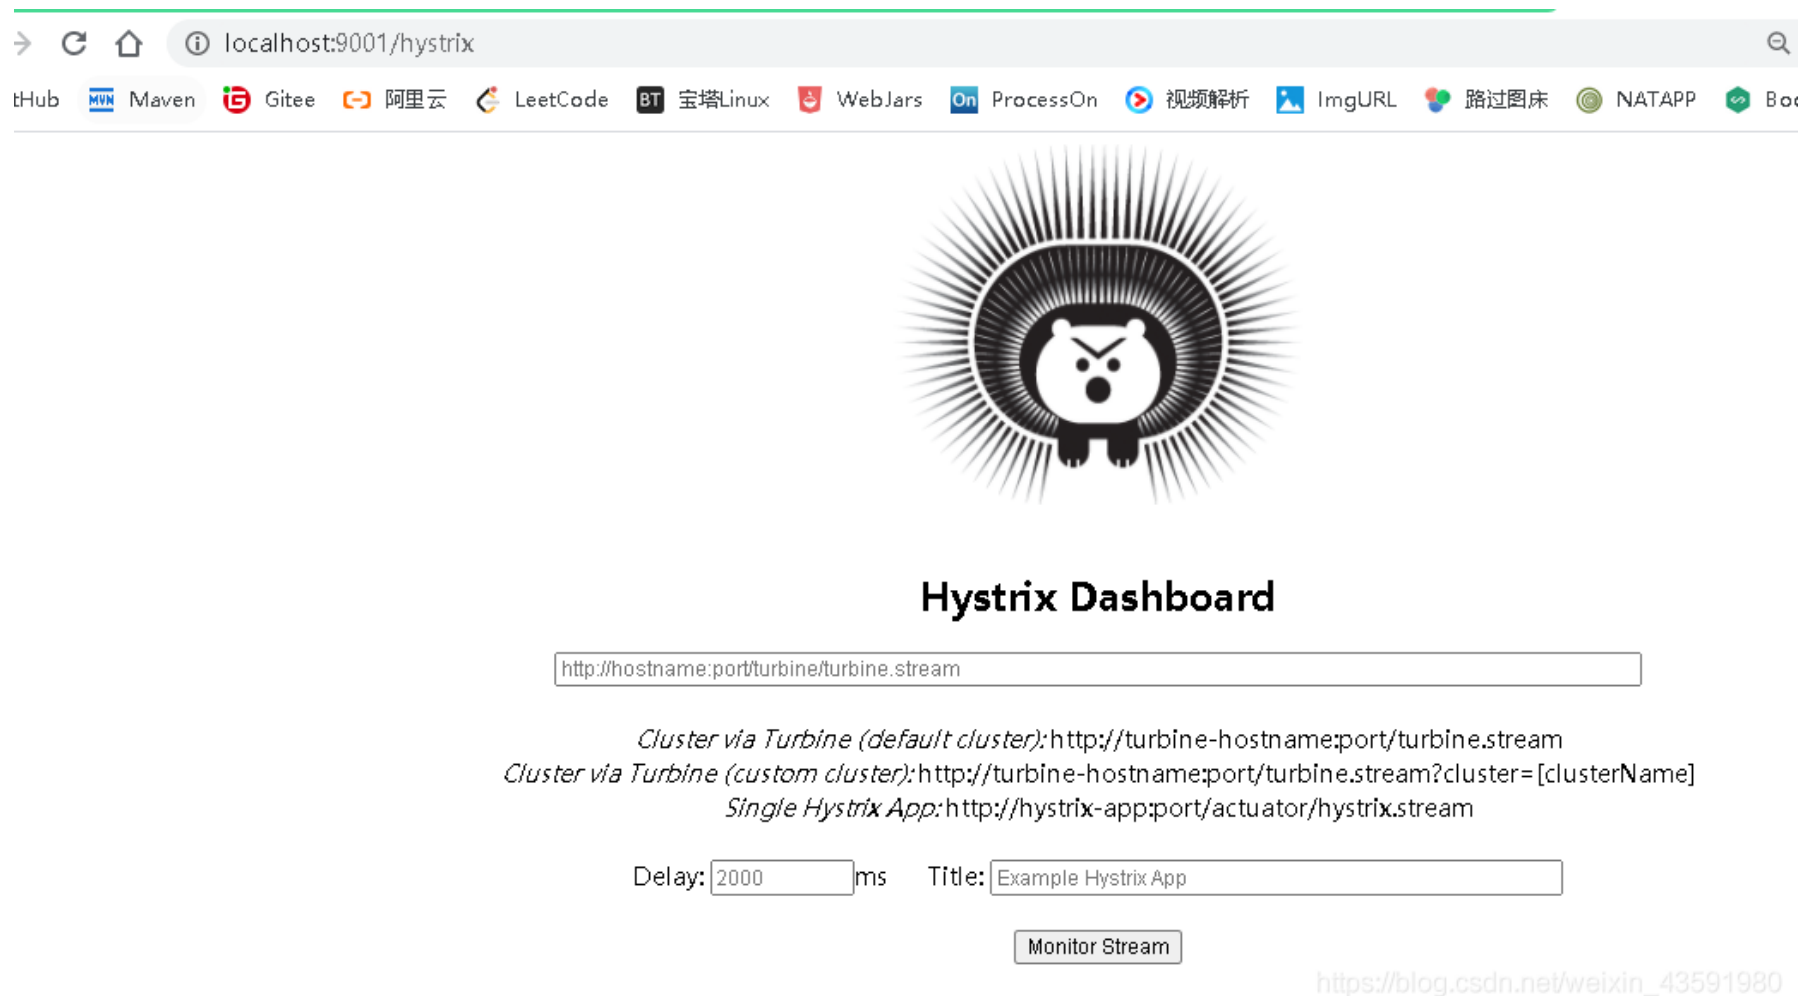 localhost:9001/hystrix
tHub Maven Gitee 阿里云 LeetCode BT 宝塔Linux WebJars On ProcessOn 视频解析 ImgURL 路过图床 NATAPP Boo
Hystrix Dashboard
http://hostname:port/turbine/turbine.stream
Cluster via Turbine (default cluster): http://turbine-hostname:port/turbine.stream
Cluster via Turbine (custom cluster): http://turbine-hostname:port/turbine.stream?cluster=[clusterName]
Single Hystrix App: http://hystrix-app:port/actuator/hystrix.stream
Delay: 2000 ms Title: Example Hystrix App
Monitor Stream
https://blog.csdn.net/weixin_43591980